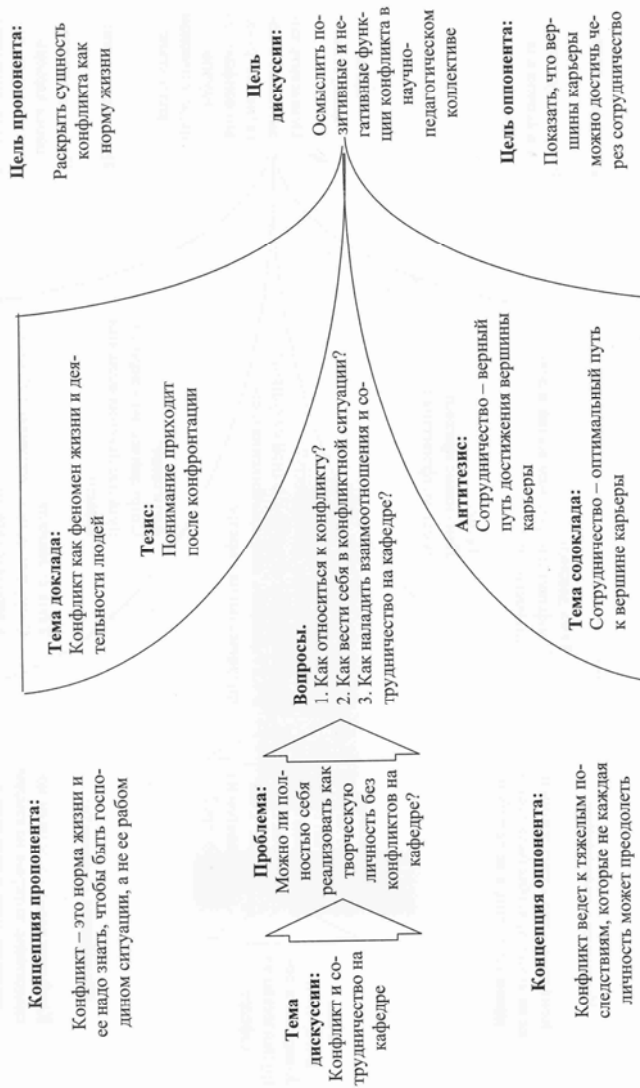 Концепция пропонента:
Конфликт – это норма жизни и
ее надо знать, чтобы быть госпо-
дином ситуации, а не ее рабом
Тема доклада:
Конфликт как феномен жизни и дея-
тельности людей
Тезис:
Понимание приходит
после конфронтации
Цель пропонента:
Раскрыть сущность
конфликта как
норму жизни
Тема
дискуссии:
Конфликт и со-
трудничество на
кафедре
Проблема:
Можно ли пол-
ностью себя
реализовать как
творческую
личность без
конфликтов на
кафедре?
Вопросы.
1. Как относиться к конфликту?
2. Как вести себя в конфликтной ситуации?
3. Как наладить взаимоотношения и со-
трудничество на кафедре?
Цель
дискуссии:
Осмыслить по-
зитивные и не-
гативные функ-
ции конфликта в
научно-
педагогическом
коллективе
Концепция оппонента:
Конфликт ведет к тяжелым по-
следствиям, которые не каждая
личность может преодолеть
Антитезис:
Сотрудничество – верный
путь достижения вершины
карьеры
Тема содоклада:
Сотрудничество – оптимальный путь
к вершине карьеры
Цель оппонента:
Показать, что вер-
шины карьеры
можно достичь че-
рез сотрудничество